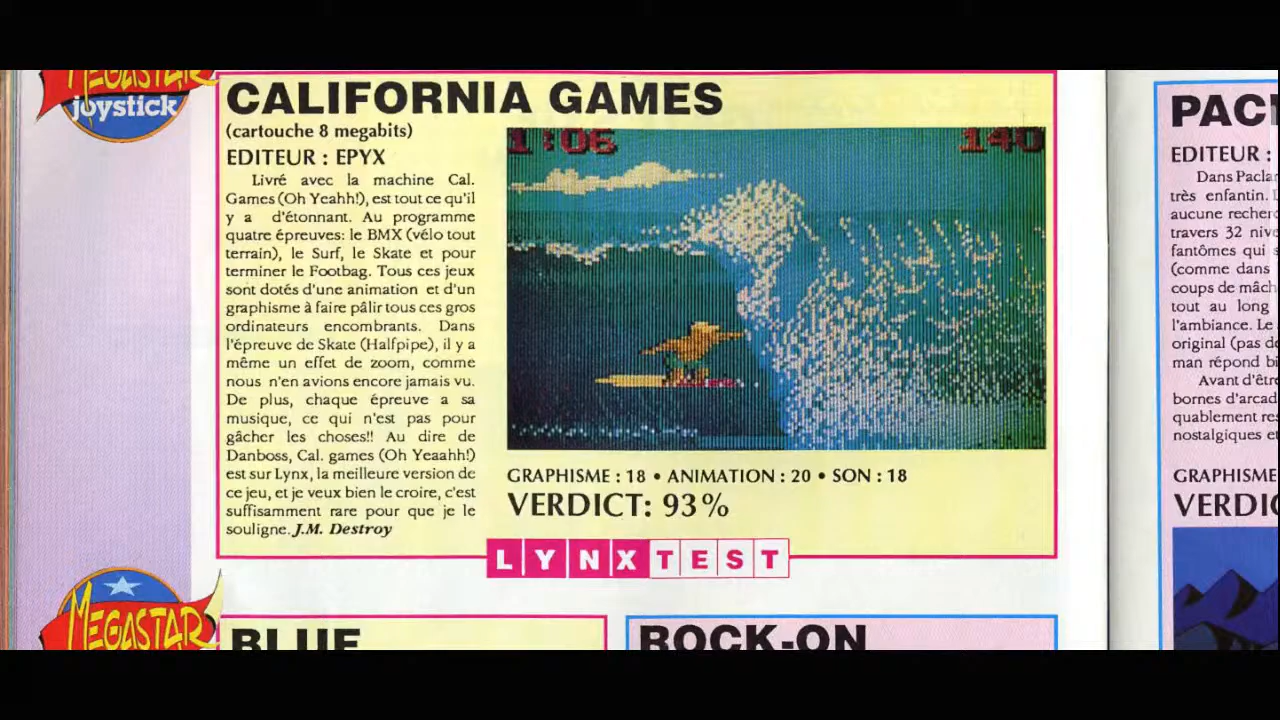 MEGASTAR
joystick
CALIFORNIA GAMES
(cartouche 8 megabits)
EDITEUR : EPYX
Livré avec la machine Cal.
Games (Oh Yeahh!), est tout ce qu'il
y a d'étonnant. Au programme
quatre épreuves: le BMX (vélo tout
terrain), le Surf, le Skate et pour
terminer le Footbag. Tous ces jeux
sont dotés d'une animation et d'un
graphisme à faire pâlir tous ces gros
ordinateurs encombrants. Dans
l'épreuve de Skate (Halfpipe), il y a
même un effet de zoom, comme
nous n'en avions encore jamais vu.
De plus, chaque épreuve a sa
musique, ce qui n'est pas pour
gâcher les choses!! Au dire de
Danboss, Cal. games (Oh Yeaahh!)
est sur Lynx, la meilleure version de
ce jeu, et je veux bien le croire, c'est
suffisamment rare pour que je le
souligne. J.M. Destroy
1:06
140
GRAPHISME : 18 • ANIMATION : 20 • SON : 18
VERDICT: 93%
LYNXTEST
MEGASTAR
BLUE
ROCK-ON
PAC
EDITEUR :
Dans Paclan
très enfantin.
aucune recher
travers 32 niv
fantômes qui s
(comme dans
coups de mâch
tout au long
l'ambiance. Le
original (pas de
man répond bi
Avant d'êtr
bornes d'arcad
quablement res
nostalgiques et
GRAPHISME
VERDIC